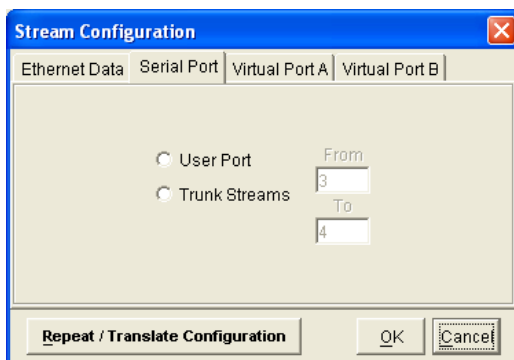 Stream Configuration
Ethernet Data Serial Port Virtual Port A Virtual Port B
User Port
From
3
Trunk Streams
To
4
Repeat / Translate Configuration OK Cancel